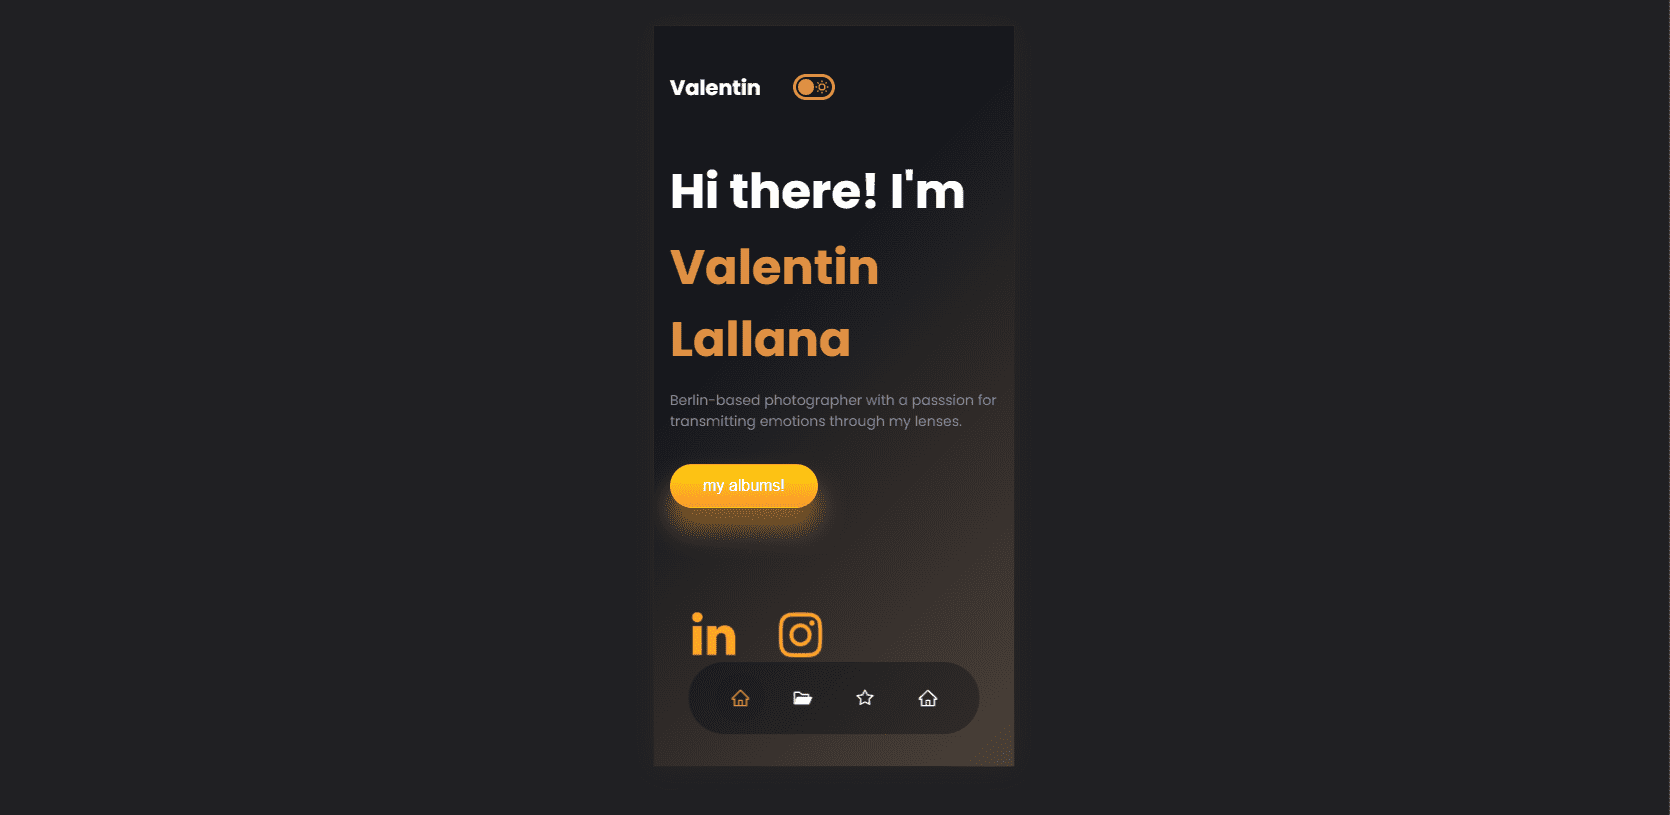 Valentin
Hi there! I'm
Valentin
Lallana
Berlin-based photographer with a passsion for
transmitting emotions through my lenses.
my albums!
in